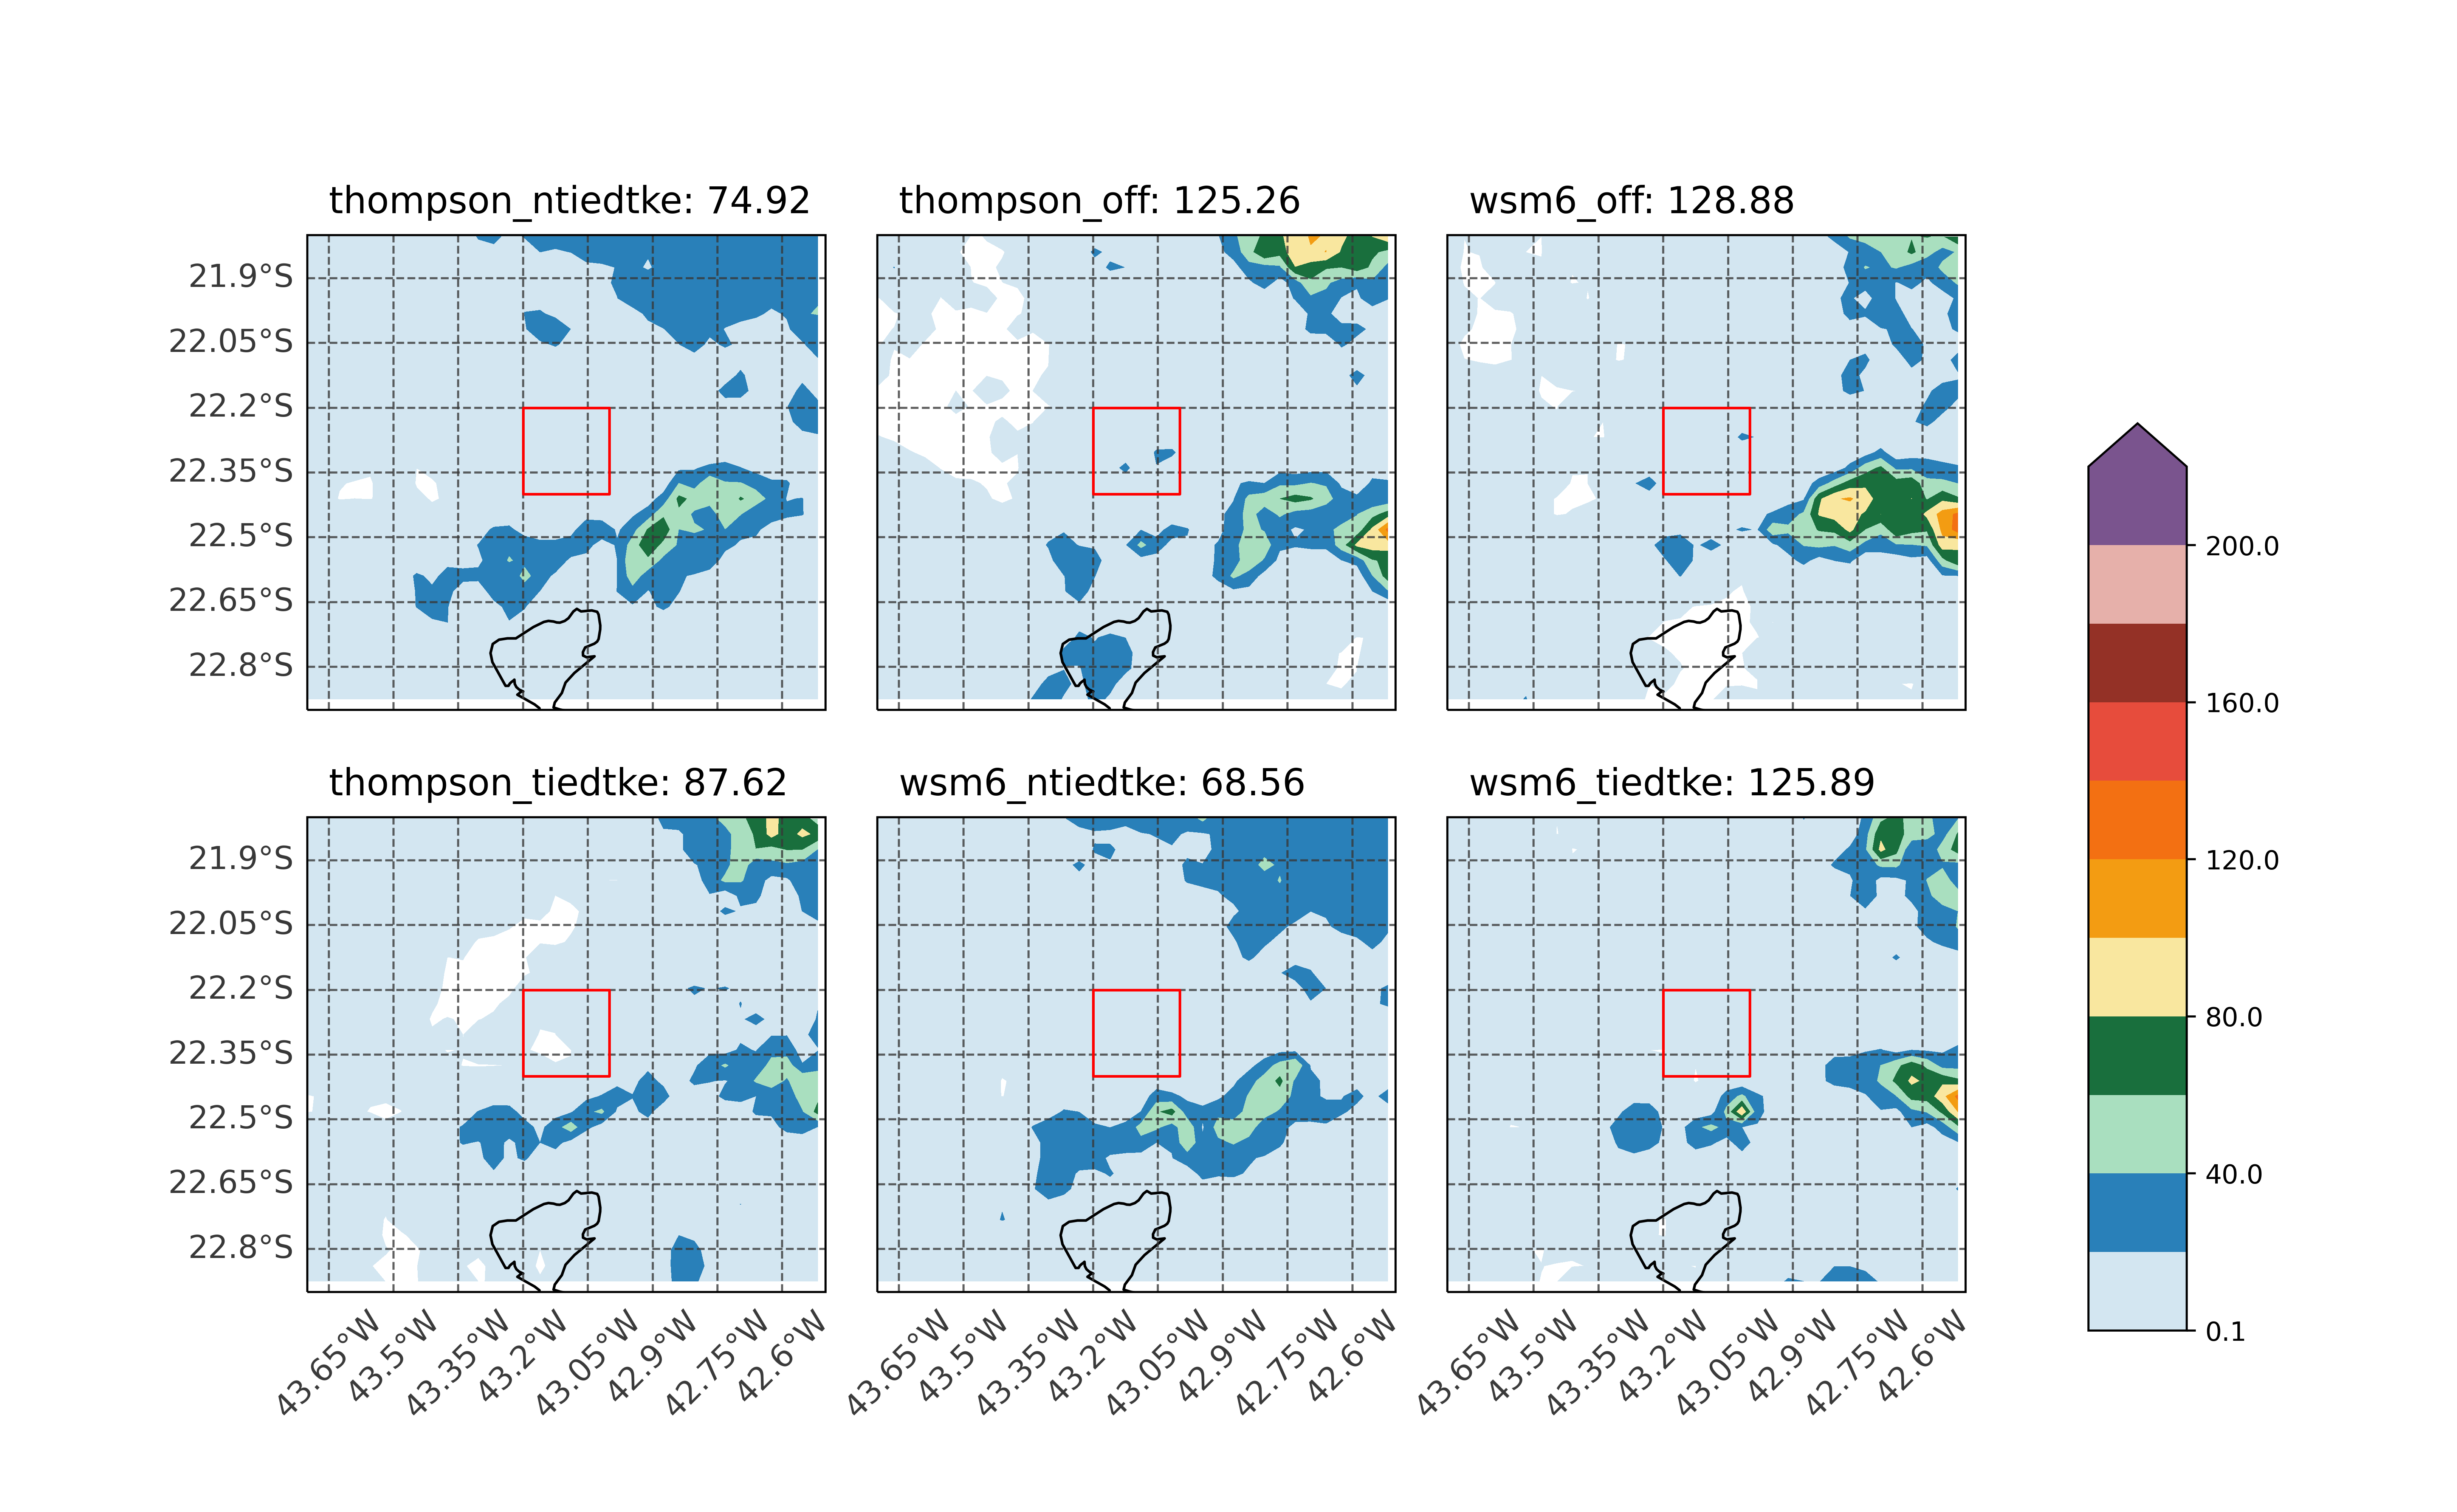 thompson_ntiedtke: 74.92
thompson_off: 125.26
wsm6_off: 128.88
21.9°S
22.05°S
22.2°S
22.35°S
22.5°S
22.65°S
22.8°S
thompson_tiedtke: 87.62
wsm6_ntiedtke: 68.56
wsm6_tiedtke: 125.89
21.9°S
22.05°S
22.2°S
22.35°S
22.5°S
22.65°S
22.8°S
43.65°W
43.5°W
43.35°W
43.2°W
43.05°W
42.9°W
42.75°W
42.6°W
43.65°W
43.5°W
43.35°W
43.2°W
43.05°W
42.9°W
42.75°W
42.6°W
43.65°W
43.5°W
43.35°W
43.2°W
43.05°W
42.9°W
42.75°W
42.6°W
200.0
160.0
120.0
80.0
40.0
0.1